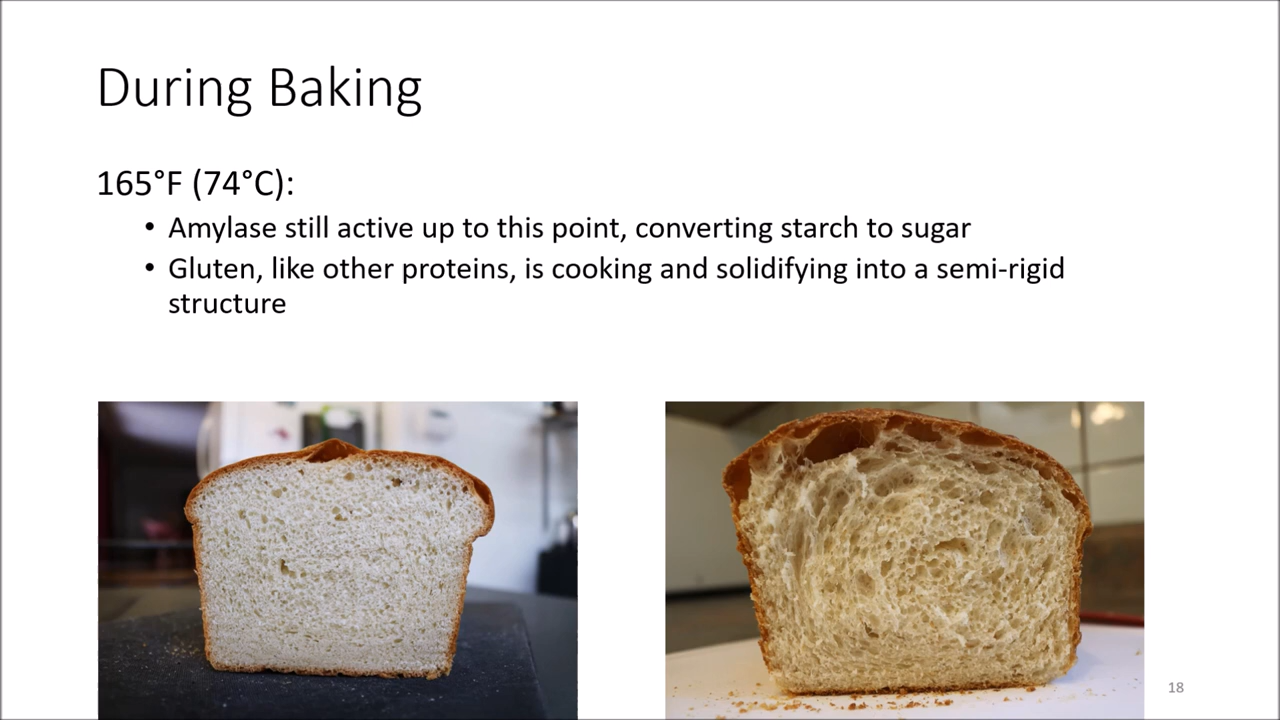 During Baking
165°F (74°C):
• Amylase still active up to this point, converting starch to sugar
• Gluten, like other proteins, is cooking and solidifying into a semi-rigid
structure
18